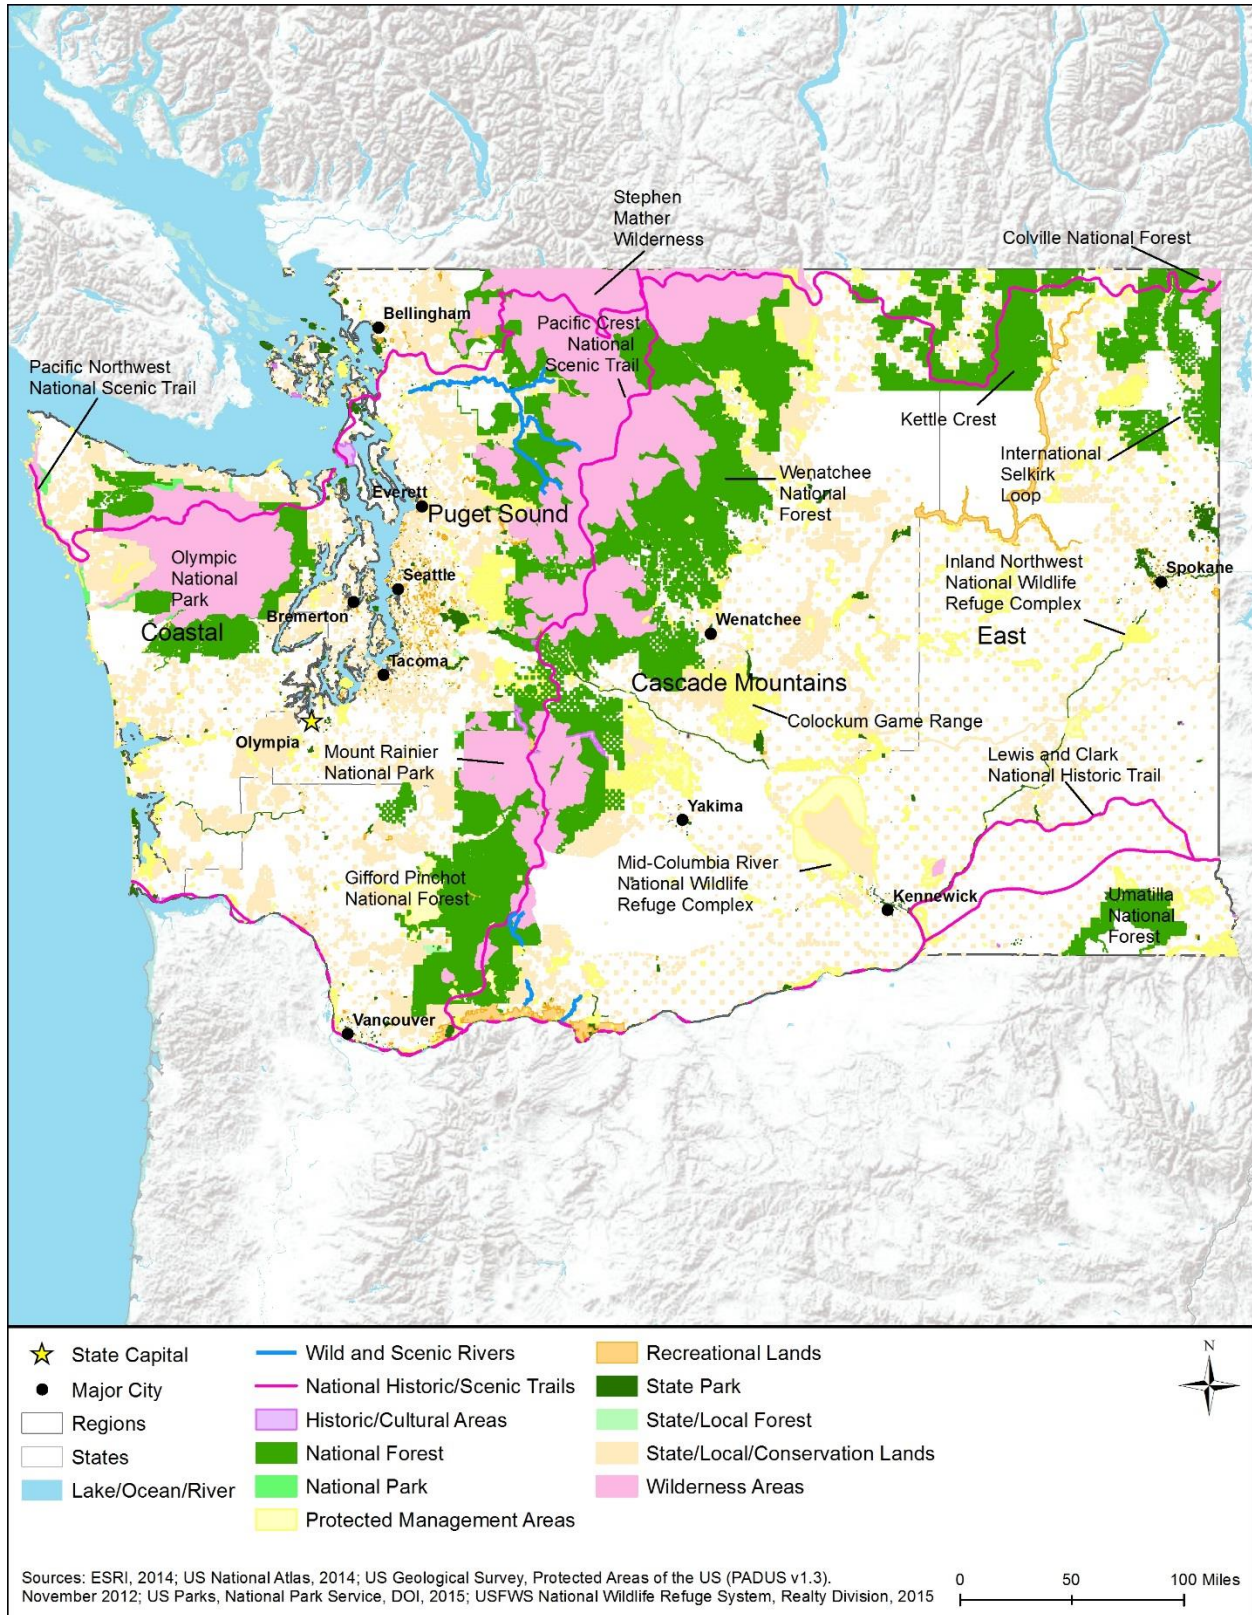 Stephen
Mather
Wilderness
Colville National Forest
Bellingham
Pacific Crest
National
Scenic Trail
Pacific Northwest
National Scenic Trail
Kettle Crest
International
Selkirk
Loop
Wenatchee
National
Forest
Everett
Puget Sound
Olympic
National
Park
Seattle
Inland Northwest
National Wildlife
Refuge Complex
Spokane
Bremerton
Coastal
Wenatchee
East
Tacoma
Cascade Mountains
Colockum Game Range
Olympia
Mount Rainier
National Park
Lewis and Clark
National Historic Trail
Yakima
Mid-Columbia River
National Wildlife
Refuge Complex
Gifford Pinchot
National Forest
Kennewick
Umatilla
National
Forest
Vancouver
State Capital
Major City
Regions
States
Lake/Ocean/River
Wild and Scenic Rivers
National Historic/Scenic Trails
Historic/Cultural Areas
National Forest
National Park
Protected Management Areas
Recreational Lands
State Park
State/Local Forest
State/Local/Conservation Lands
Wilderness Areas
N
Sources: ESRI, 2014; US National Atlas, 2014; US Geological Survey, Protected Areas of the US (PADUS v1.3).
November 2012; US Parks, National Park Service, DOI, 2015; USFWS National Wildlife Refuge System, Realty Division, 2015
0 50 100 Miles